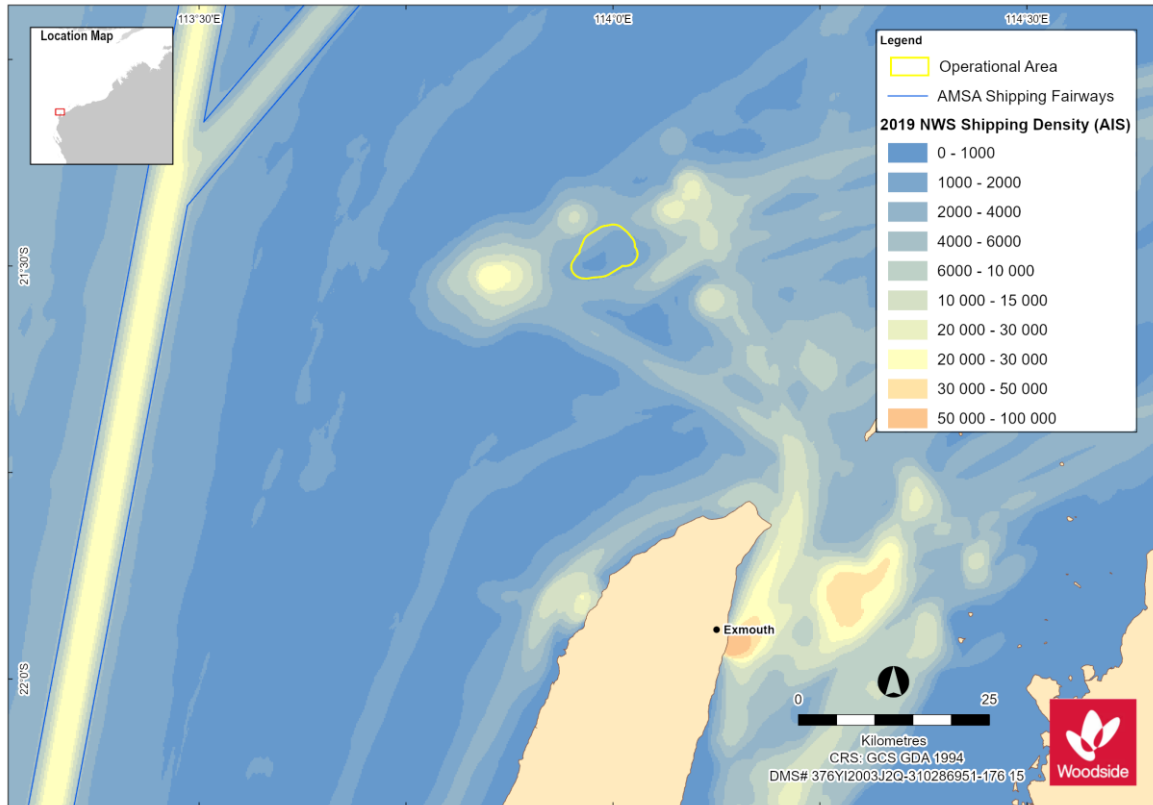 113°30'E
114°0'E
114°30'E
Location Map
Legend
Operational Area
AMSA Shipping Fairways
2019 NWS Shipping Density (AIS)
0 - 1000
1000 - 2000
2000 - 4000
4000 - 6000
6000 - 10 000
10 000 - 15 000
20 000 - 30 000
20 000 - 30 000
30 000 - 50 000
50 000 - 100 000
21°30'S
22°0'S
Exmouth
0 25
Kilometres
CRS: GCS GDA 1994
DMS# 376YI2003J2Q-310286951-176 15
Woodside